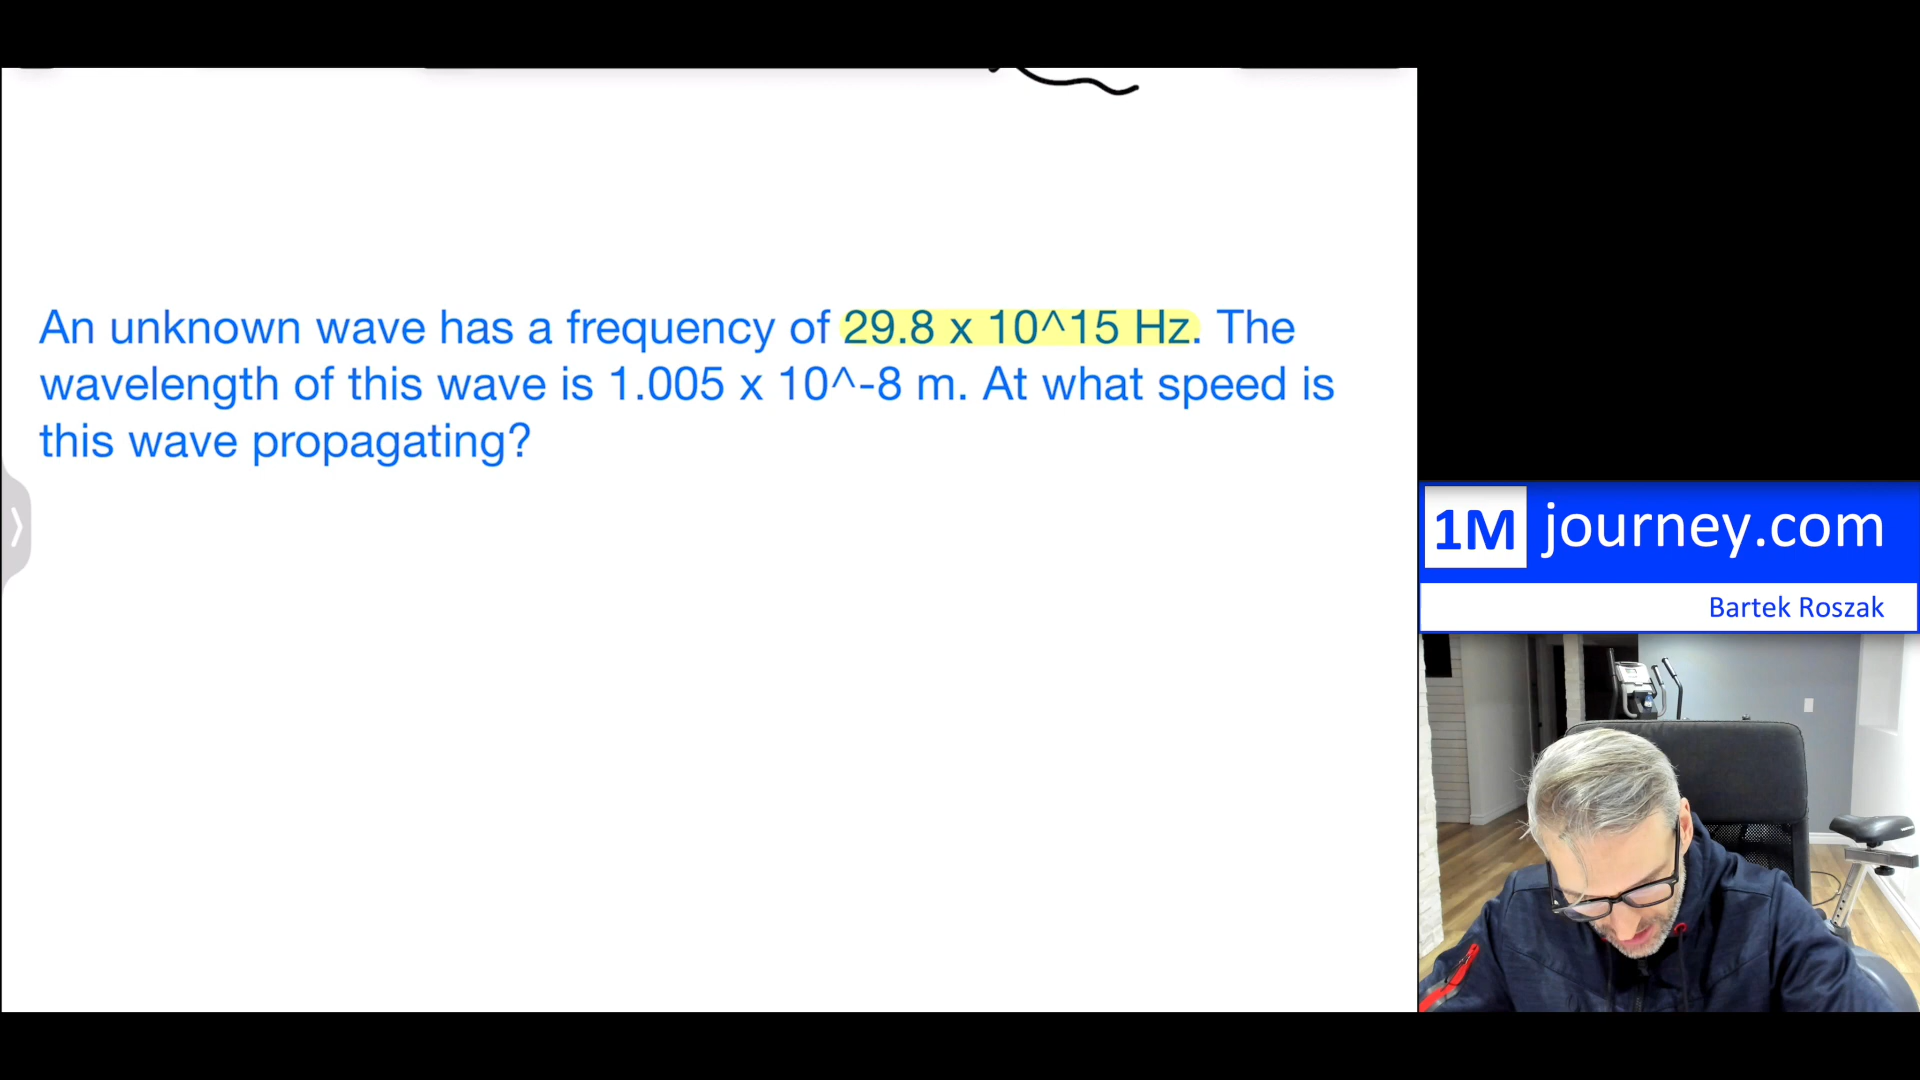 An unknown wave has a frequency of 29.8 x 10^15 Hz. The
wavelength of this wave is 1.005 x 10^-8 m. At what speed is
this wave propagating?
1M journey.com
Bartek Roszak